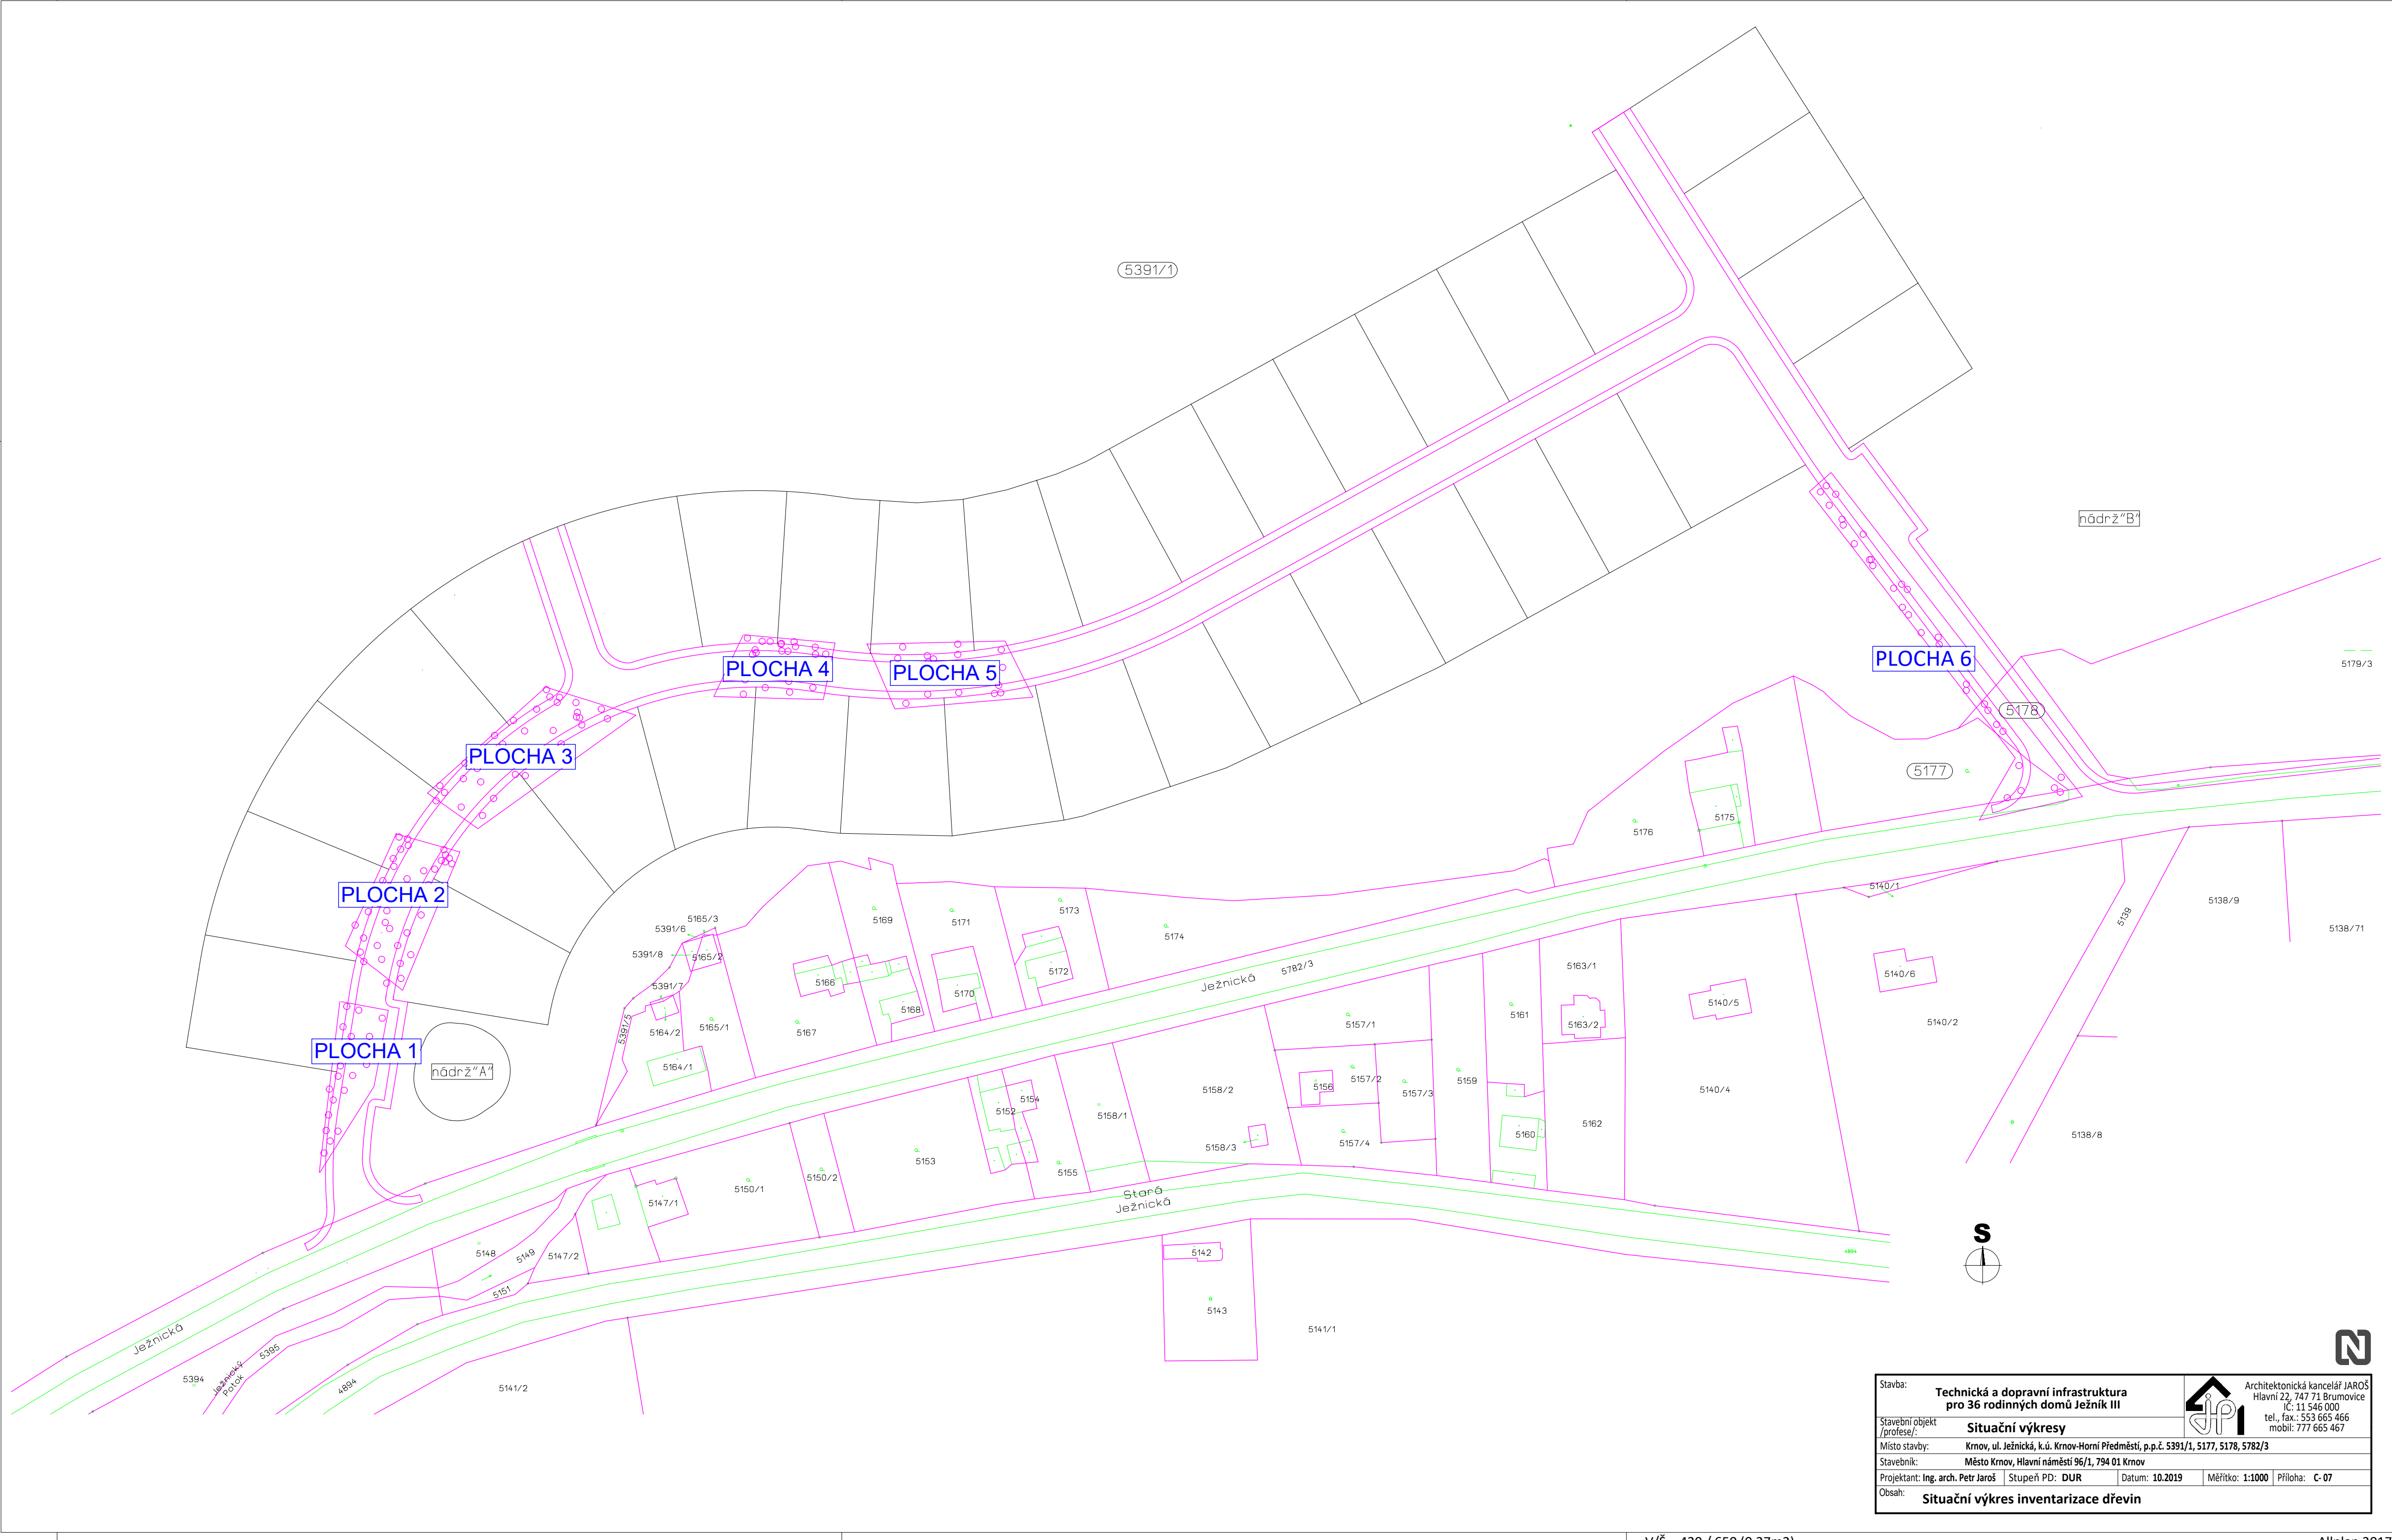 5391/1
nádrž"B"
PLOCHA 4
PLOCHA 5
PLOCHA 6
5179/3
5178
PLOCHA 3
5177
5175
5176
PLOCHA 2
5140/1
5138/9
5139
5138/71
5165/3
5391/6
5391/8
5165/2
5169
5171
5173
5174
5391/7
5166
5168
5170
5172
5782/3
Ježnická
5163/1
5140/6
5391/5
5164/2
5165/1
5167
5157/1
5161
5163/2
5140/5
5140/2
PLOCHA 1
nádrž"A"
5164/1
5158/2
5156
5157/2
5157/3
5159
5140/4
5152
5154
5158/1
5158/3
5157/4
5160
5162
5138/8
5153
5155
5150/1
5150/2
5147/1
Stará
Ježnická
5148
5149
5147/2
5151
5142
4894
S
5143
5141/1
Ježnická
5394
Ježnický
Potok
5395
4894
5141/2
N
Stavba:
Technická a dopravní infrastruktura
pro 36 rodinných domů Ježník III
Architektonická kancelář JAROŠ
Hlavní 22, 747 71 Brumovice
IČ: 11 546 000
tel., fax.: 553 665 466
mobil: 777 665 467
Stavební objekt
/profese/:
Situační výkresy
Místo stavby: Krnov, ul. Ježnická, k.ú. Krnov-Horní Předměstí, p.p.č. 5391/1, 5177, 5178, 5782/3
Stavebník: Město Krnov, Hlavní náměstí 96/1, 794 01 Krnov
Projektant: Ing. arch. Petr Jaroš Stupeň PD: DUR Datum: 10.2019 Měřítko: 1:1000 Příloha: C- 07
Obsah: Situační výkres inventarizace dřevin